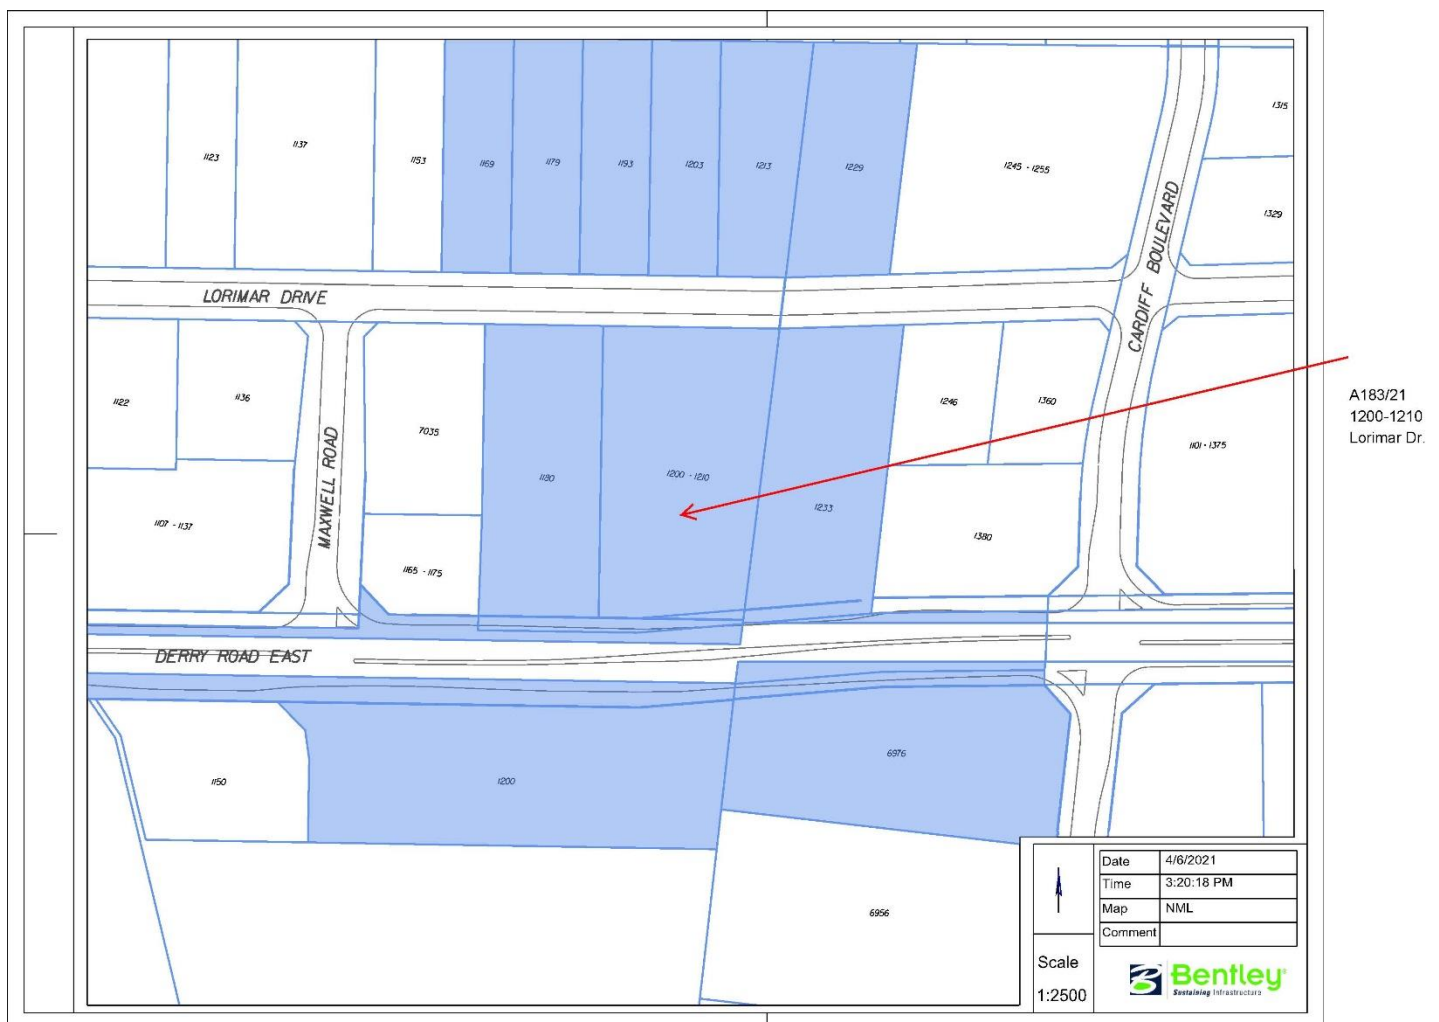 1315
1137
1123
1153
1169
1179
1193
1203
1213
1229
1245 - 1255
1329
CARDIFF BOULEVARD
LORIMAR DRIVE
A183/21
1200-1210
Lorimar Dr.
1122
1136
MAXWELL ROAD
7035
1246
1360
1101 - 1375
1200 - 1210
1233
1107 - 1137
1380
1165 - 1175
DERRY ROAD EAST
1150
1200
6976
6956
Date 4/6/2021
Time 3:20:18 PM
Map NML
Comment
Scale
1:2500
Bentley
Sustaining Infrastructure